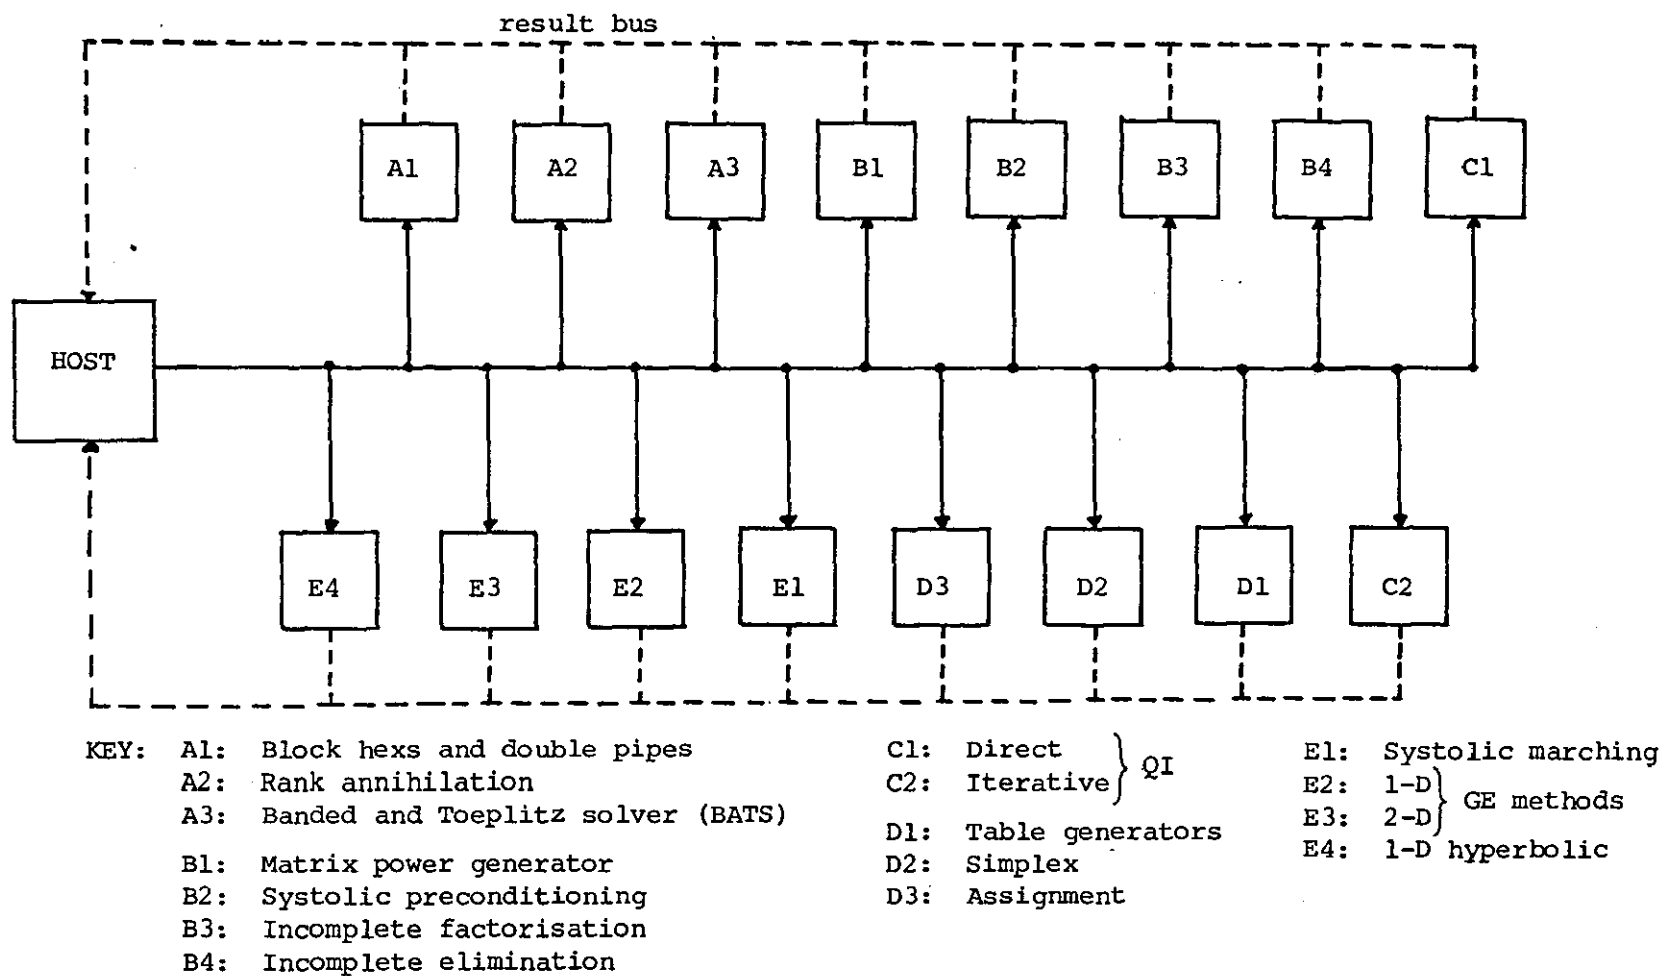 result bus
A1 A2 A3 B1 B2 B3 B4 C1
HOST
E4 E3 E2 E1 D3 D2 D1 C2
KEY: A1: Block hexs and double pipes
A2: Rank annihilation
A3: Banded and Toeplitz solver (BATS)
B1: Matrix power generator
B2: Systolic preconditioning
B3: Incomplete factorisation
B4: Incomplete elimination
C1: Direct
C2: Iterative
QI
D1: Table generators
D2: Simplex
D3: Assignment
E1: Systolic marching
E2: 1-D
E3: 2-D
GE methods
E4: 1-D hyperbolic